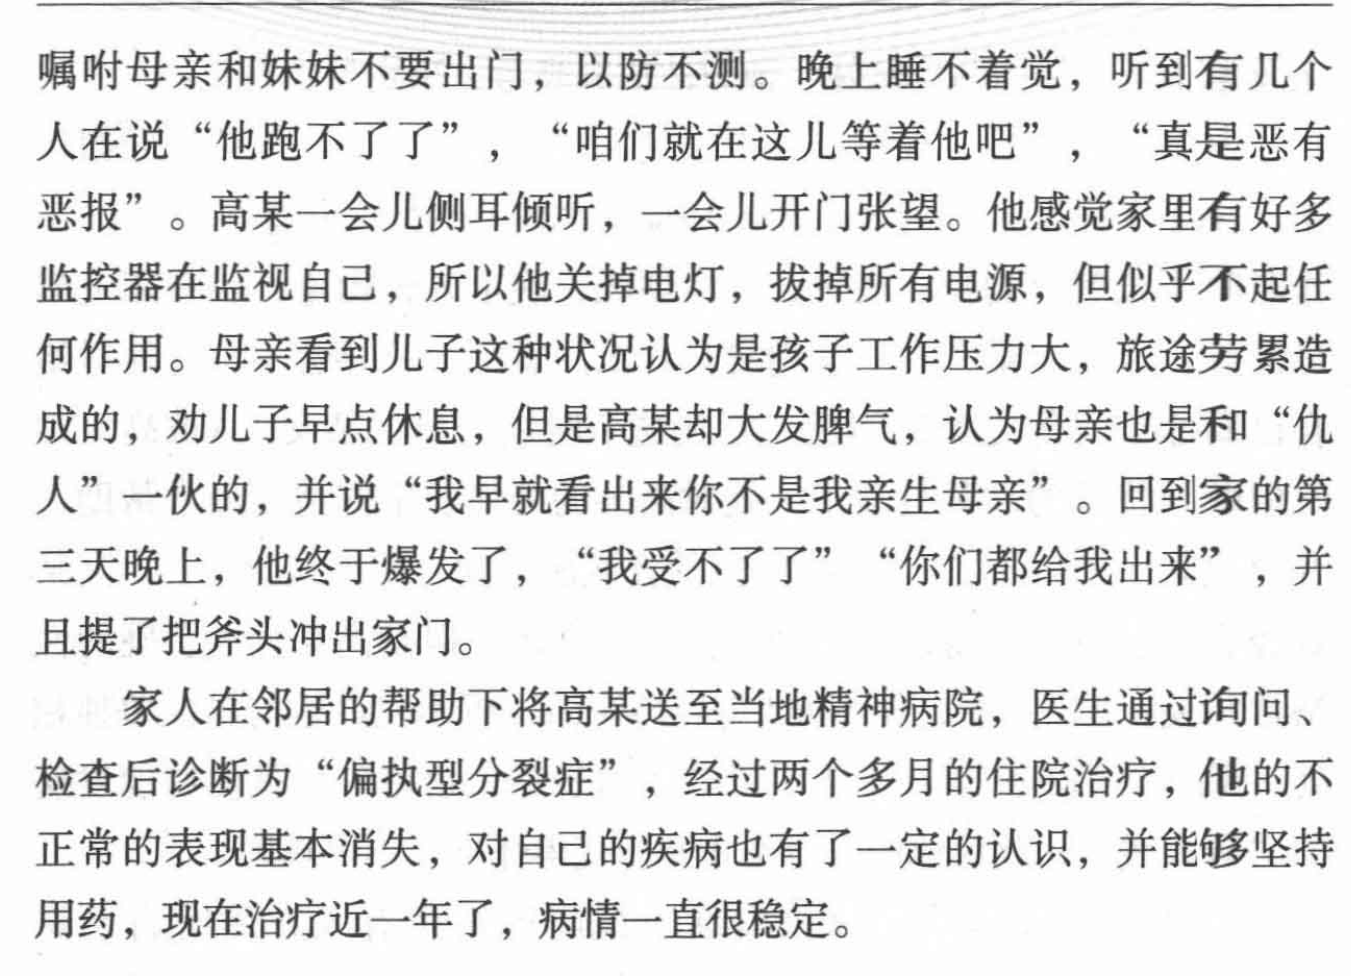 嘱咐母亲和妹妹不要出门，以防不测。晚上睡不着觉，听到有几个
人在说“他跑不了了”，“咱们就在这儿等着他吧”，“真是恶有
恶报”。高某一会儿侧耳倾听，一会儿开门张望。他感觉家里有好多
监控器在监视自己，所以他关掉电灯，拔掉所有电源，但似乎不起任
何作用。母亲看到儿子这种状况认为是孩子工作压力大，旅途劳累造
成的，劝儿子早点休息，但是高某却大发脾气，认为母亲也是和“仇
人”一伙的，并说“我早就看出来你不是我亲生母亲”。回到家的第
三天晚上，他终于爆发了，“我受不了了”“你们都给我出来”，并
且提了把斧头冲出家门。
家人在邻居的帮助下将高某送至当地精神病院，医生通过询问、
检查后诊断为“偏执型分裂症”，经过两个多月的住院治疗，他的不
正常的表现基本消失，对自己的疾病也有了一定的认识，并能够坚持
用药，现在治疗近一年了，病情一直很稳定。